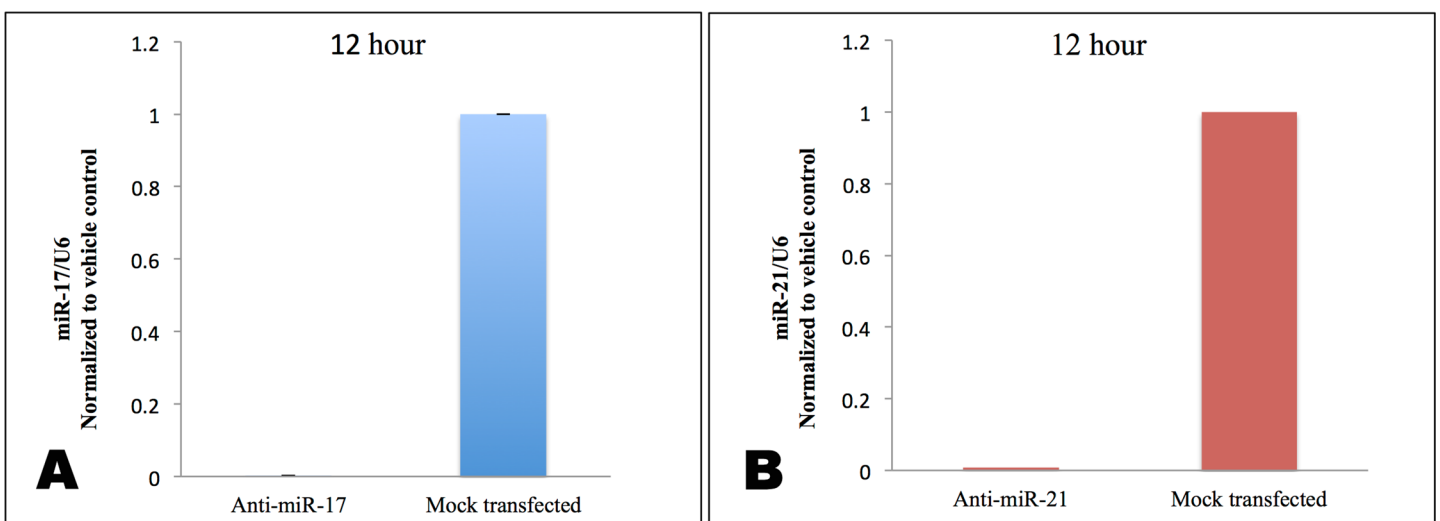 12 hour
1.2
1
0.8
0.6
0.4
0.2
0
miR-17/U6
Normalized to vehicle control
Anti-miR-17
Mock transfected
A
12 hour
1.2
1
0.8
0.6
0.4
0.2
0
miR-21/U6
Normalized to vehicle control
Anti-miR-21
Mock transfected
B